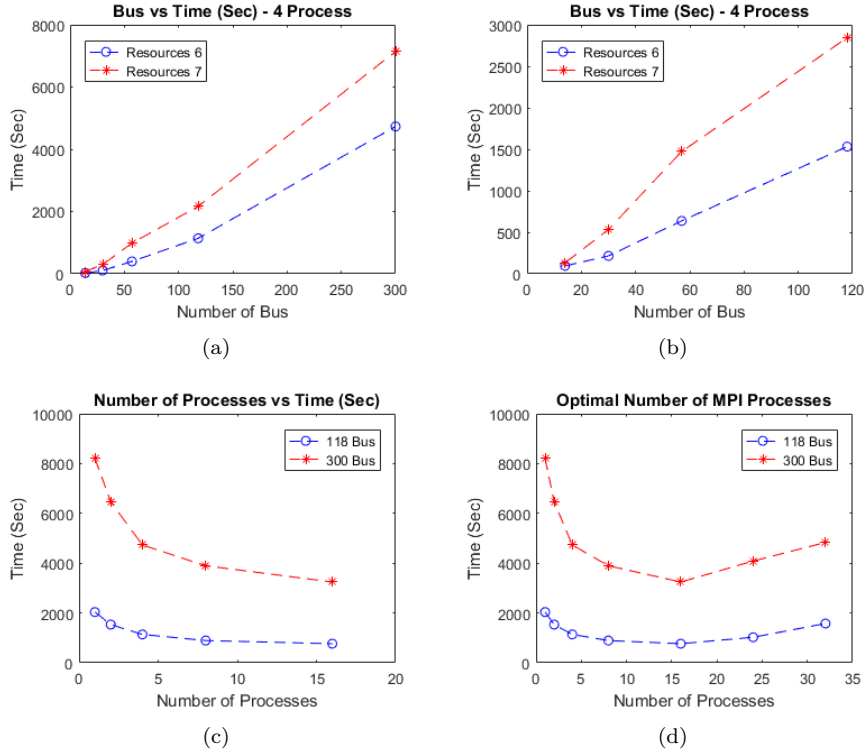 Bus vs Time (Sec) - 4 Process
8000
6000
4000
2000
0
Time (Sec)
Resources 6
Resources 7
0 50 100 150 200 250 300
Number of Bus
(a)
Bus vs Time (Sec) - 4 Process
3000
2500
2000
1500
1000
500
0
Time (Sec)
Resources 6
Resources 7
0 20 40 60 80 100 120
Number of Bus
(b)
Number of Processes vs Time (Sec)
10000
8000
6000
4000
2000
0
Time (Sec)
118 Bus
300 Bus
0 5 10 15 20
Number of Processes
(c)
Optimal Number of MPI Processes
10000
8000
6000
4000
2000
0
Time (Sec)
118 Bus
300 Bus
0 5 10 15 20 25 30 35
Number of Processes
(d)